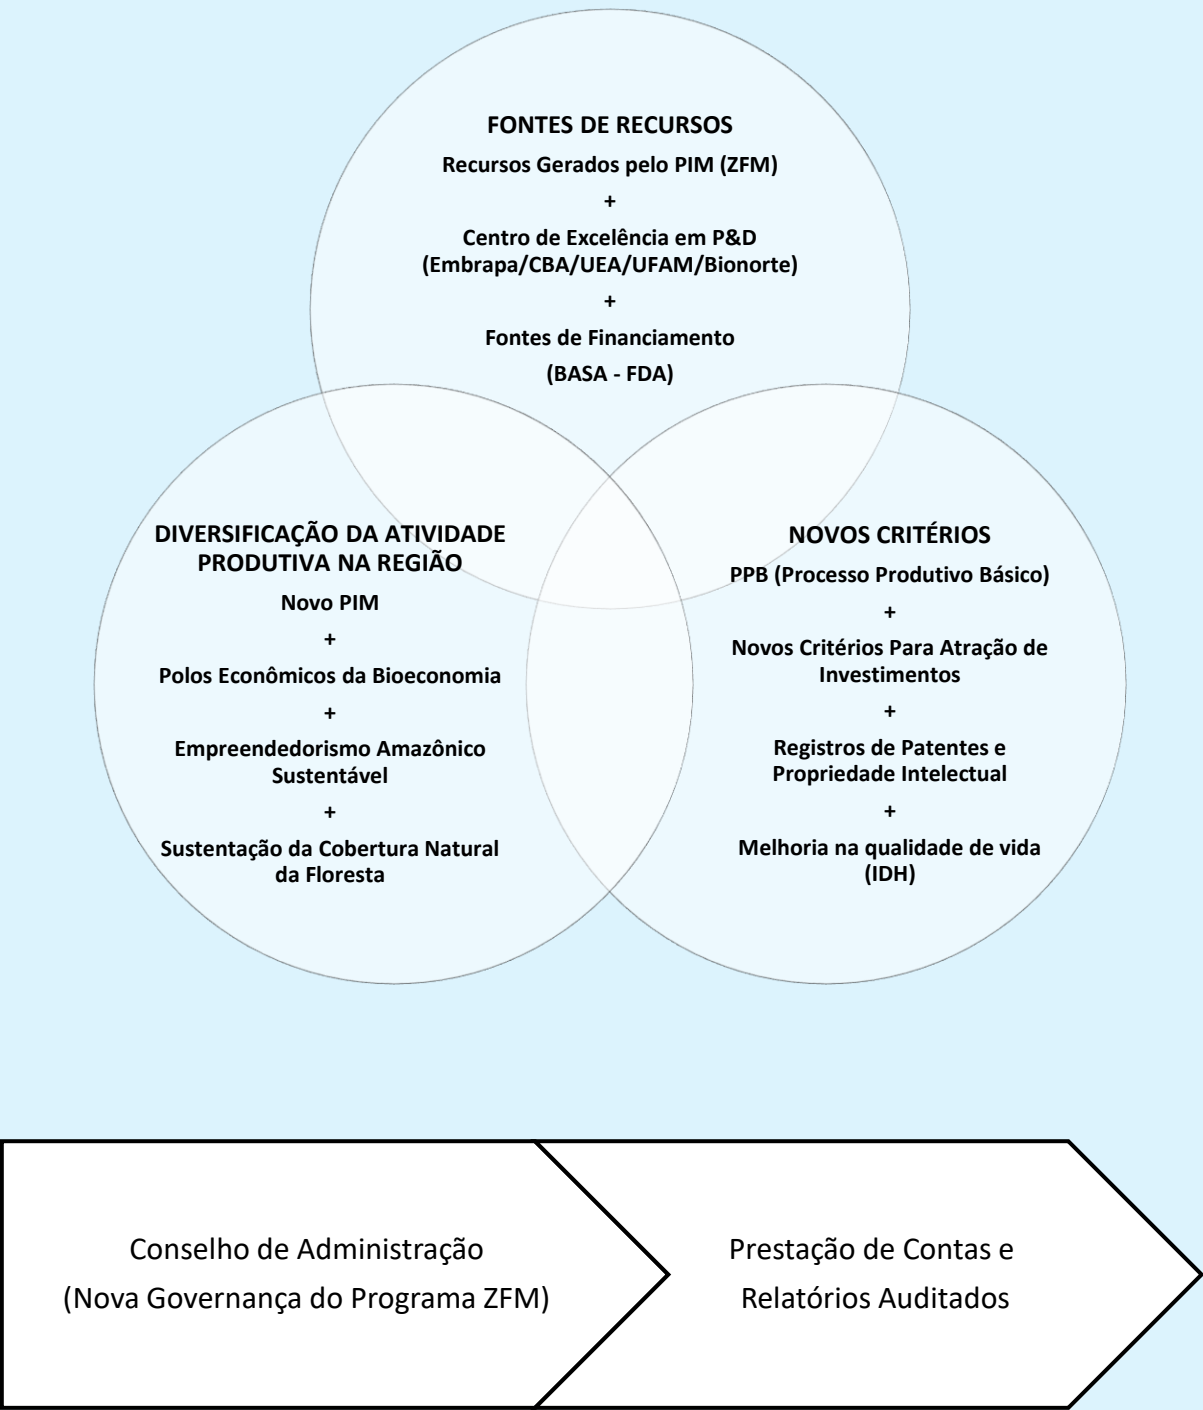 FONTES DE RECURSOS
Recursos Gerados pelo PIM (ZFM)
+
Centro de Excelência em P&D
(Embrapa/CBA/UEA/UFAM/Bionorte)
+
Fontes de Financiamento
(BASA - FDA)
DIVERSIFICAÇÃO DA ATIVIDADE
PRODUTIVA NA REGIÃO
Novo PIM
+
Polos Econômicos da Bioeconomia
+
Empreendedorismo Amazônico
Sustentável
+
Sustentação da Cobertura Natural
da Floresta
NOVOS CRITÉRIOS
PPB (Processo Produtivo Básico)
+
Novos Critérios Para Atração de
Investimentos
+
Registros de Patentes e
Propriedade Intelectual
+
Melhoria na qualidade de vida
(IDH)
Conselho de Administração
(Nova Governança do Programa ZFM)
Prestação de Contas e
Relatórios Auditados